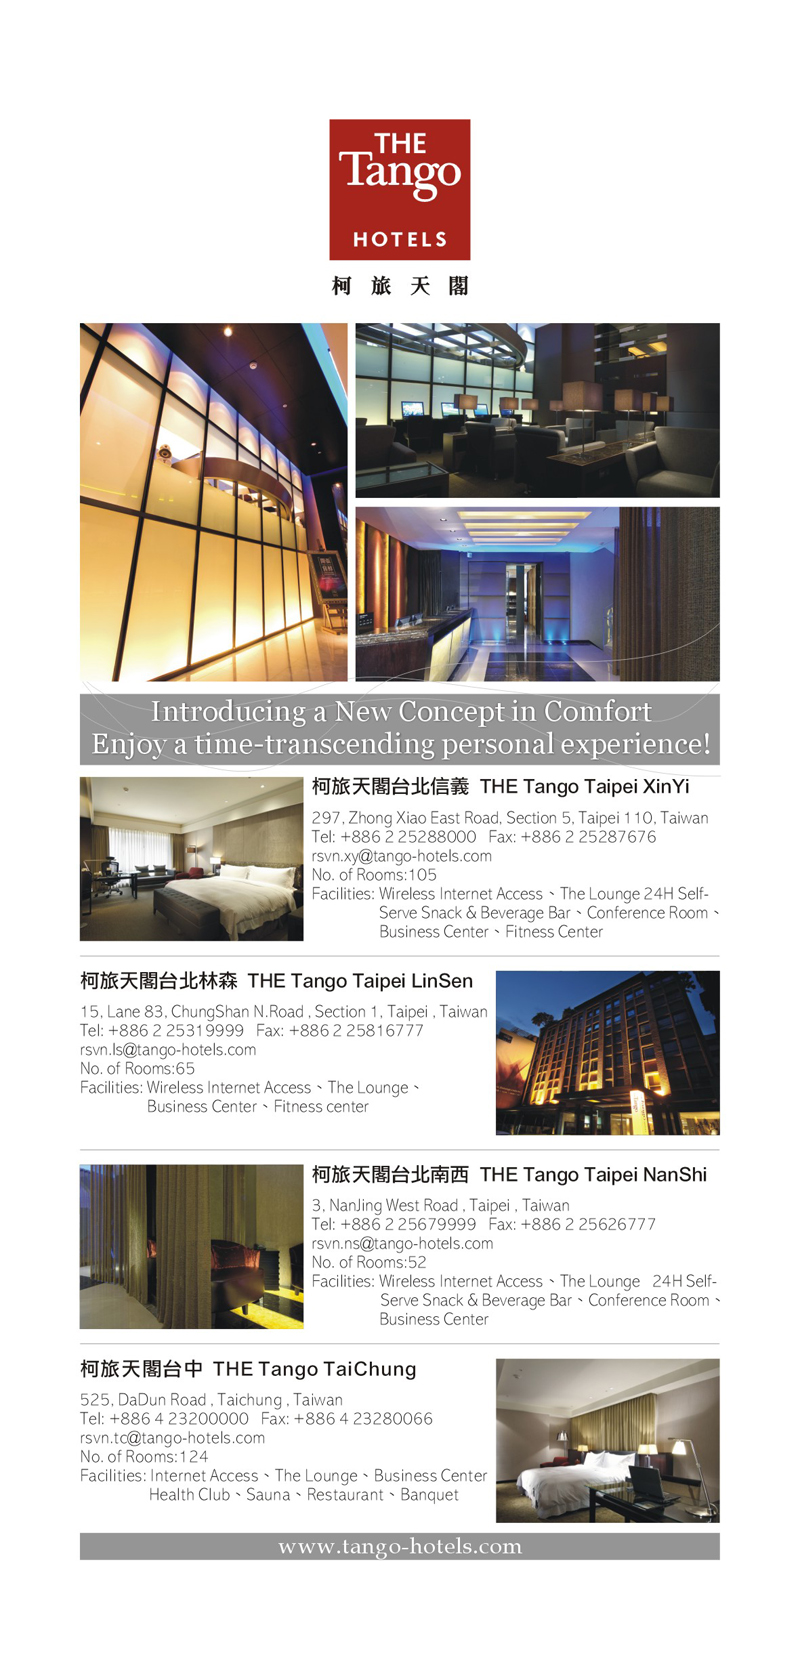 THE
Tango
HOTELS
柯旅天閣
Introducing a New Concept in Comfort
Enjoy a time-transcending personal experience!
柯旅天閣台北信義 THE Tango Taipei XinYi
297, Zhong Xiao East Road, Section 5, Taipei 110, Taiwan
Tel: +886 2 25288000 Fax: +886 2 25287676
rsvn.xy@tango-hotels.com
No. of Rooms:105
Facilities: Wireless Internet Access、The Lounge 24H Self-
Serve Snack & Beverage Bar、Conference Room、
Business Center、Fitness Center
柯旅天閣台北林森 THE Tango Taipei LinSen
15, Lane 83, ChungShan N.Road , Section 1, Taipei , Taiwan
Tel: +886 2 25319999 Fax: +886 2 25816777
rsvn.ls@tango-hotels.com
No. of Rooms:65
Facilities: Wireless Internet Access、The Lounge、
Business Center、Fitness center
柯旅天閣台北南西 THE Tango Taipei NanShi
3, NanJing West Road , Taipei , Taiwan
Tel: +886 2 25679999 Fax: +886 2 25626777
rsvn.ns@tango-hotels.com
No. of Rooms:52
Facilities: Wireless Internet Access、The Lounge 24H Self-
Serve Snack & Beverage Bar、Conference Room、
Business Center
柯旅天閣台中 THE Tango TaiChung
525, DaDun Road , Taichung , Taiwan
Tel: +886 4 23200000 Fax: +886 4 23280066
rsvn.tc@tango-hotels.com
No. of Rooms:124
Facilities: Internet Access、The Lounge、Business Center
Health Club、Sauna、Restaurant、Banquet
www.tango-hotels.com